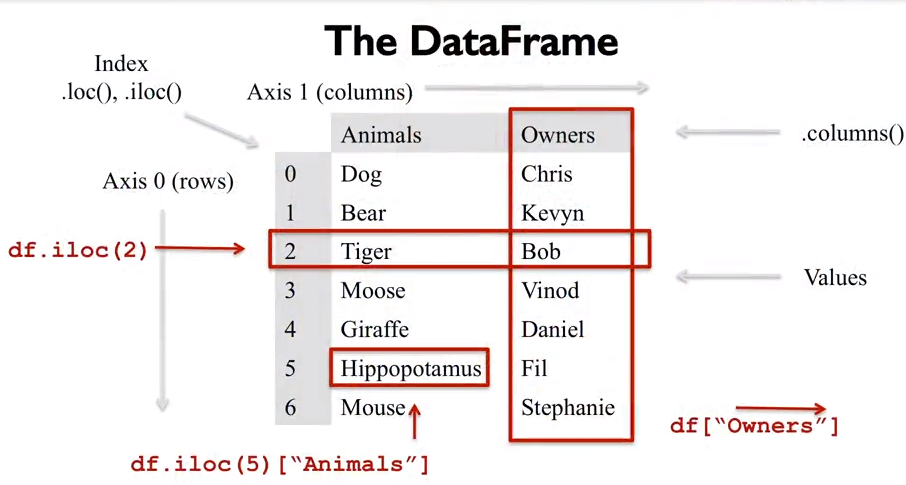 The DataFrame
Index
.loc(), .iloc()
Axis 1 (columns)
Animals Owners
.columns()
Axis 0 (rows)
0 Dog Chris
1 Bear Kevyn
df.iloc(2)
2 Tiger Bob
3 Moose Vinod
Values
4 Giraffe Daniel
5 Hippopotamus Fil
6 Mouse Stephanie
df[“Owners”]
df.iloc(5)[“Animals”]